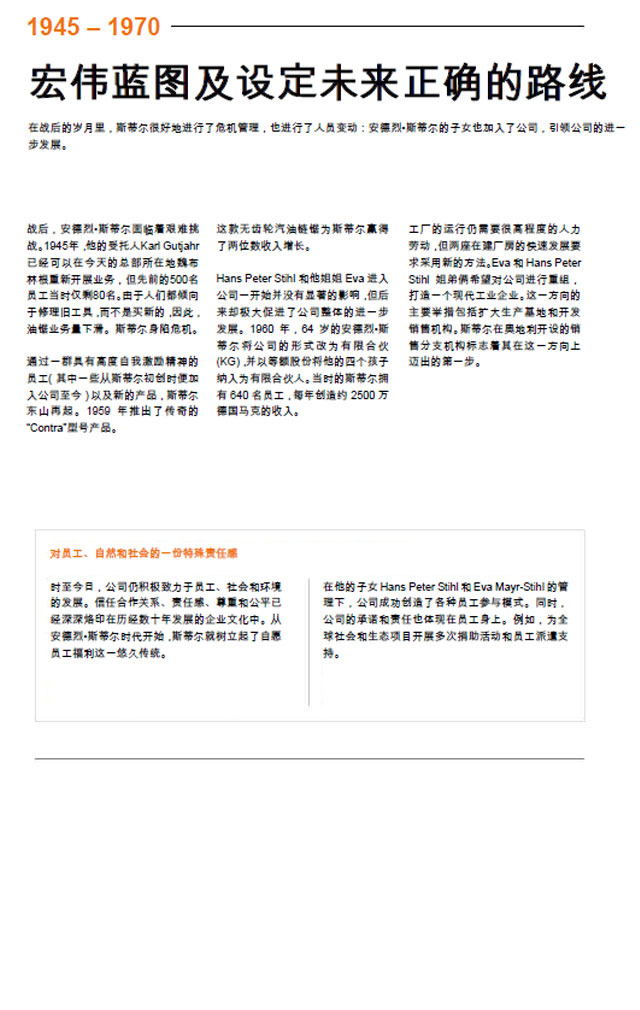 1945 – 1970
宏伟蓝图及设定未来正确的路线
在战后的岁月里，斯蒂尔很好地进行了危机管理，也进行了人员变动：安德烈•斯蒂尔的子女也加入了公司，引领公司的进一
步发展。
战后，安德烈•斯蒂尔面临着艰难挑
战。1945年，他的受托人Karl Gutjahr
已经可以在今天的总部所在地魏布
林根重新开展业务，但先前的500名
员工当时仅剩80名。由于人们都倾向
于修理旧工具，而不是买新的，因此，
油锯业务量下滑。斯蒂尔身陷危机。
通过一群具有高度自我激励精神的
员工（其中一些从斯蒂尔初创时便加
入公司至今）以及新的产品，斯蒂尔
东山再起。1959 年推出了传奇的
“Contra”型号产品。
这款无齿轮汽油链锯为斯蒂尔赢得
了两位数收入增长。
Hans Peter Stihl 和他姐姐 Eva 进入
公司一开始并没有显著的影响，但后
来却极大促进了公司整体的进一步
发展。1960 年，64 岁的安德烈•斯
蒂尔将公司的形式改为有限合伙
(KG)，并以等额股份将他的四个孩子
纳入为有限合伙人。当时的斯蒂尔拥
有 640 名员工，每年创造约 2500 万
德国马克的收入。
工厂的运行仍需要很高程度的人力
劳动，但两座在建厂房的快速发展要
求采用新的方法。Eva 和 Hans Peter
Stihl 姐弟俩希望对公司进行重组，
打造一个现代工业企业。这一方向的
主要举措包括扩大生产基地和开发
销售机构。斯蒂尔在奥地利开设的销
售分支机构标志着其在这一方向上
迈出的第一步。
对员工、自然和社会的一份特殊责任感
时至今日，公司仍积极致力于员工、社会和环境
的发展。信任合作关系、责任感、尊重和公平已
经深深烙印在历经数十年发展的企业文化中。从
安德烈•斯蒂尔时代开始，斯蒂尔就树立起了自愿
员工福利这一悠久传统。
在他的子女 Hans Peter Stihl 和 Eva Mayr-Stihl 的管
理下，公司成功创造了各种员工参与模式。同时，
公司的承诺和责任也体现在员工身上。例如，为全
球社会和生态项目开展多次捐助活动和员工派遣支
持。